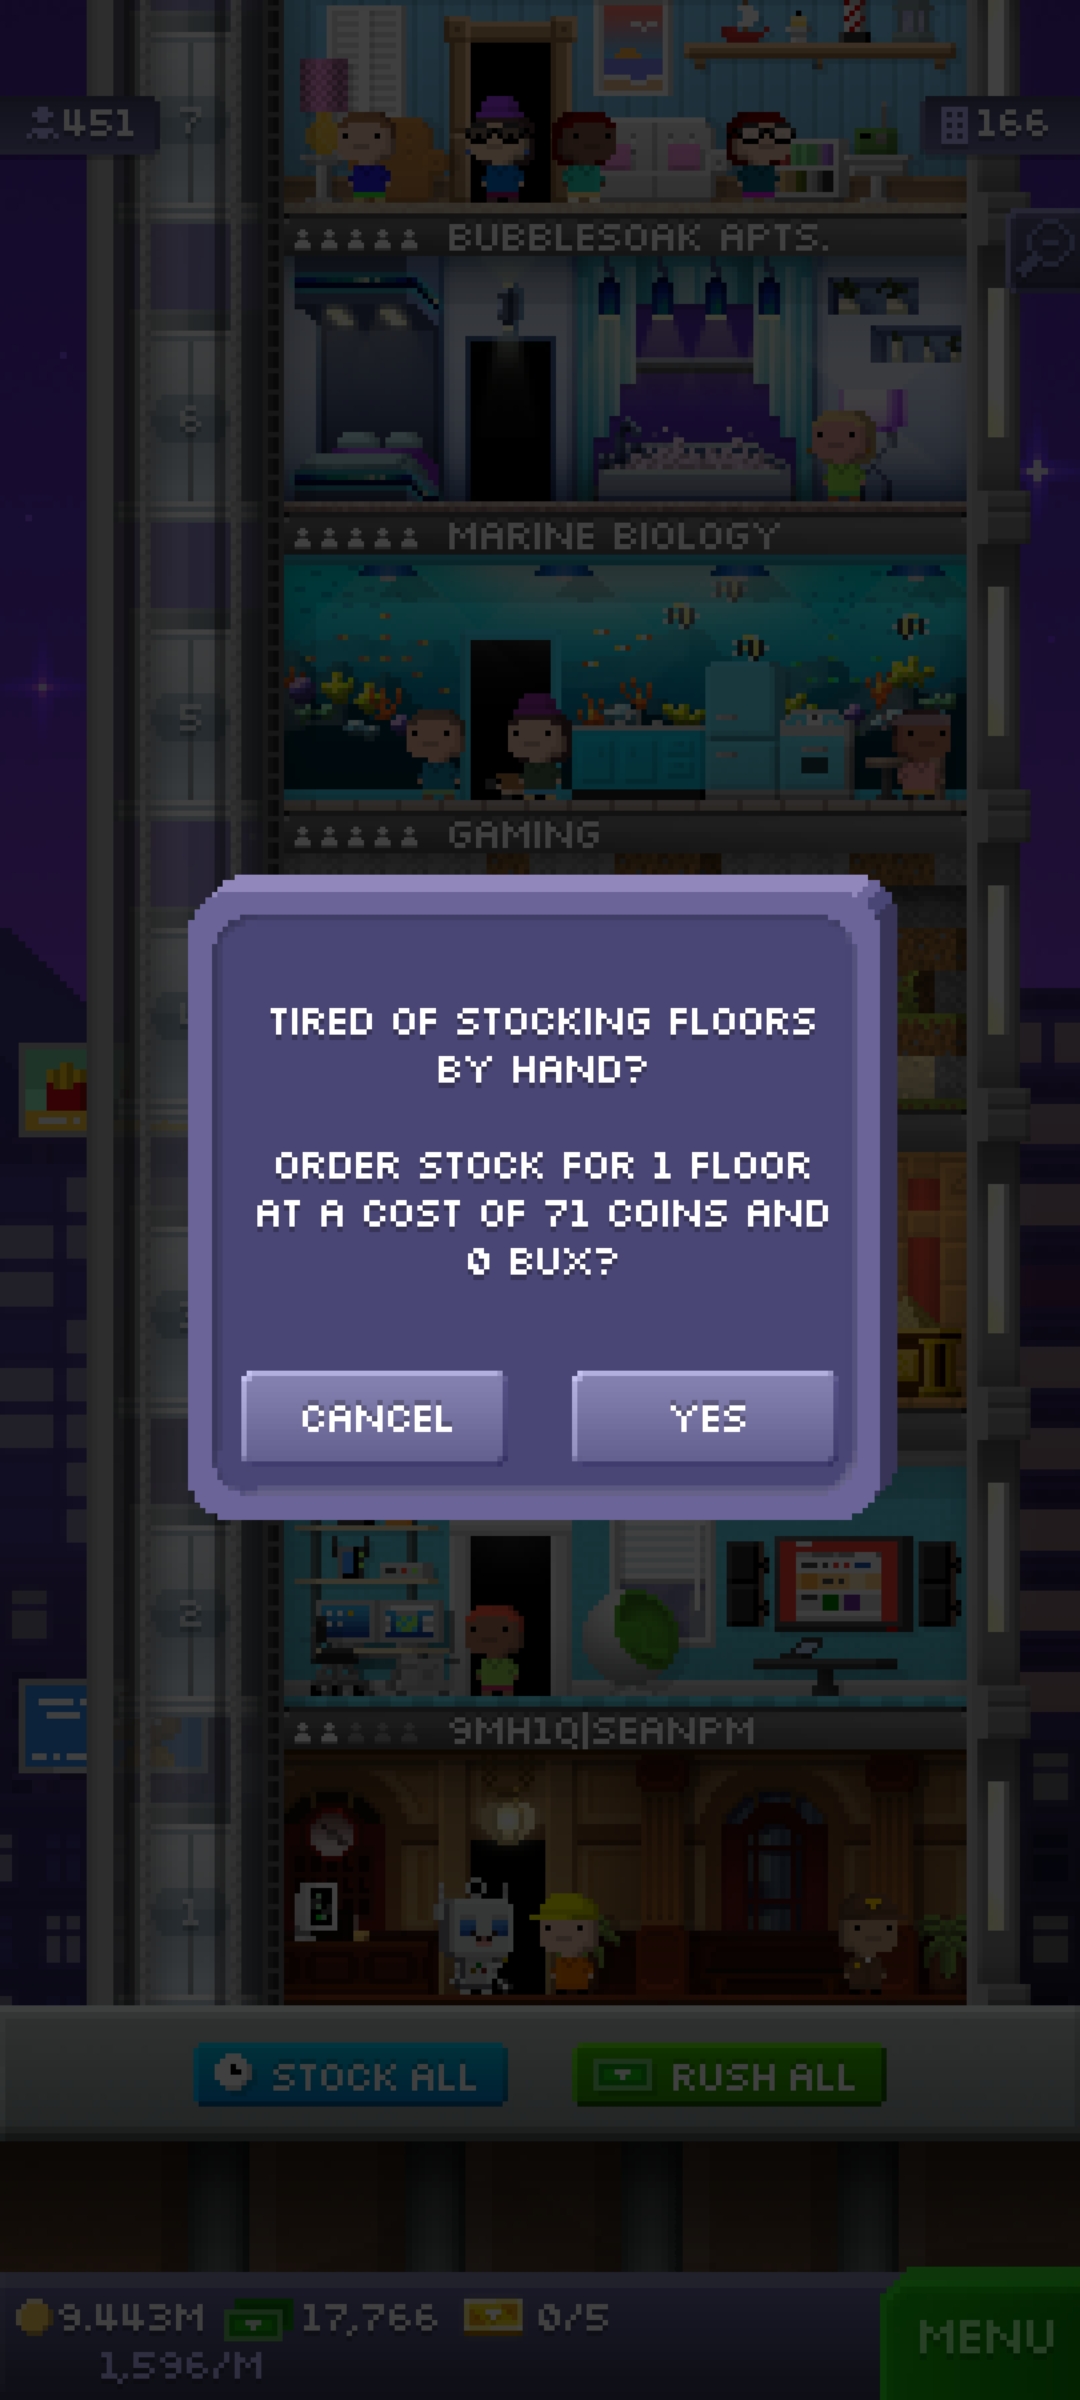 451
7
166
BUBBLESOAK APTS.
6
MARINE BIOLOGY
5
GAMING
TIRED OF STOCKING FLOORS
BY HAND?
ORDER STOCK FOR 1 FLOOR
AT A COST OF 71 COINS AND
0 BUX?
CANCEL
YES
2
9MH1Q|SEANPM
1
STOCK ALL
RUSH ALL
9.443M
17,766
0/5
MENU
1,596/M